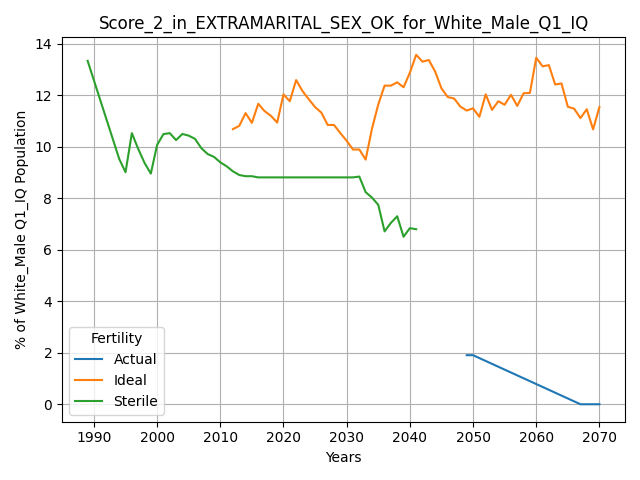 Score_2_in_EXTRAMARITAL_SEX_OK_for_White_Male_Q1_IQ
% of White_Male Q1_IQ Population
14
12
10
8
6
4
2
0
Fertility
Actual
Ideal
Sterile
1990 2000 2010 2020 2030 2040 2050 2060 2070
Years